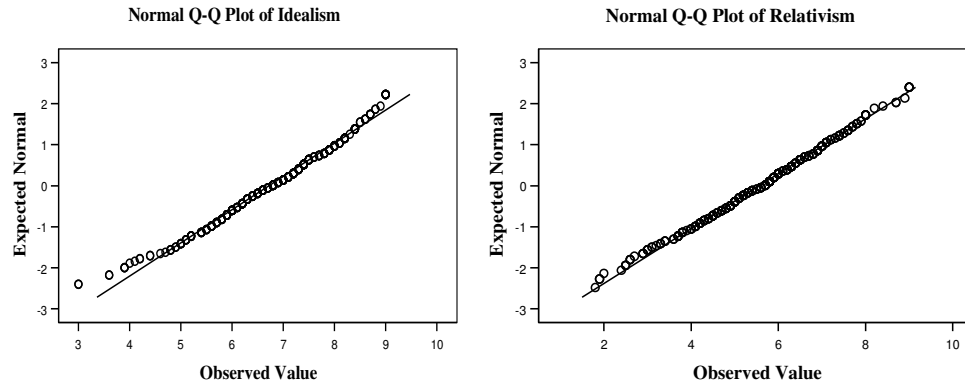 Normal Q-Q Plot of Idealism
3
2
1
0
-1
-2
-3
Expected Normal
3 4 5 6 7 8 9 10
Observed Value
Normal Q-Q Plot of Relativism
3
2
1
0
-1
-2
-3
Expected Normal
2 4 6 8 10
Observed Value